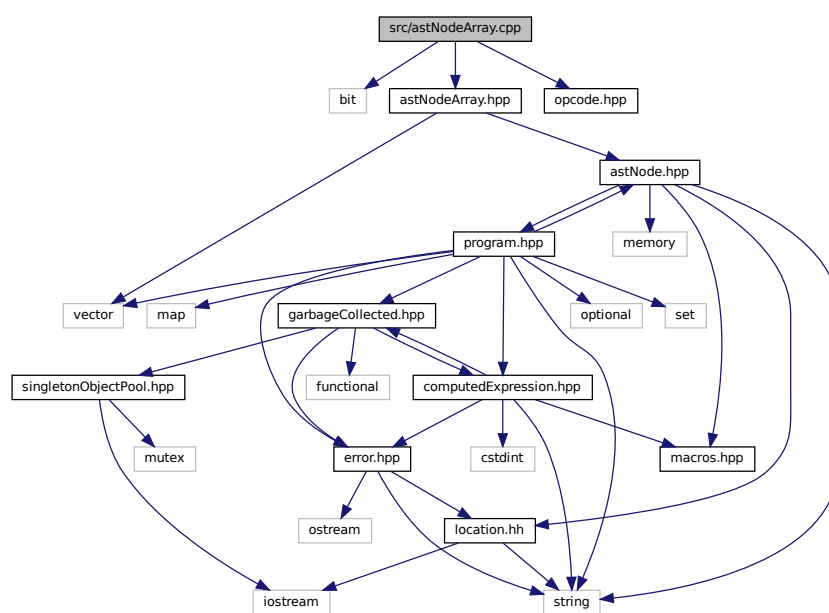 src/astNodeArray.cpp
bit
astNodeArray.hpp
opcode.hpp
astNode.hpp
program.hpp
memory
vector
map
garbageCollected.hpp
optional
set
singletonObjectPool.hpp
functional
computedExpression.hpp
mutex
error.hpp
cstdint
macros.hpp
ostream
location.hh
iostream
string